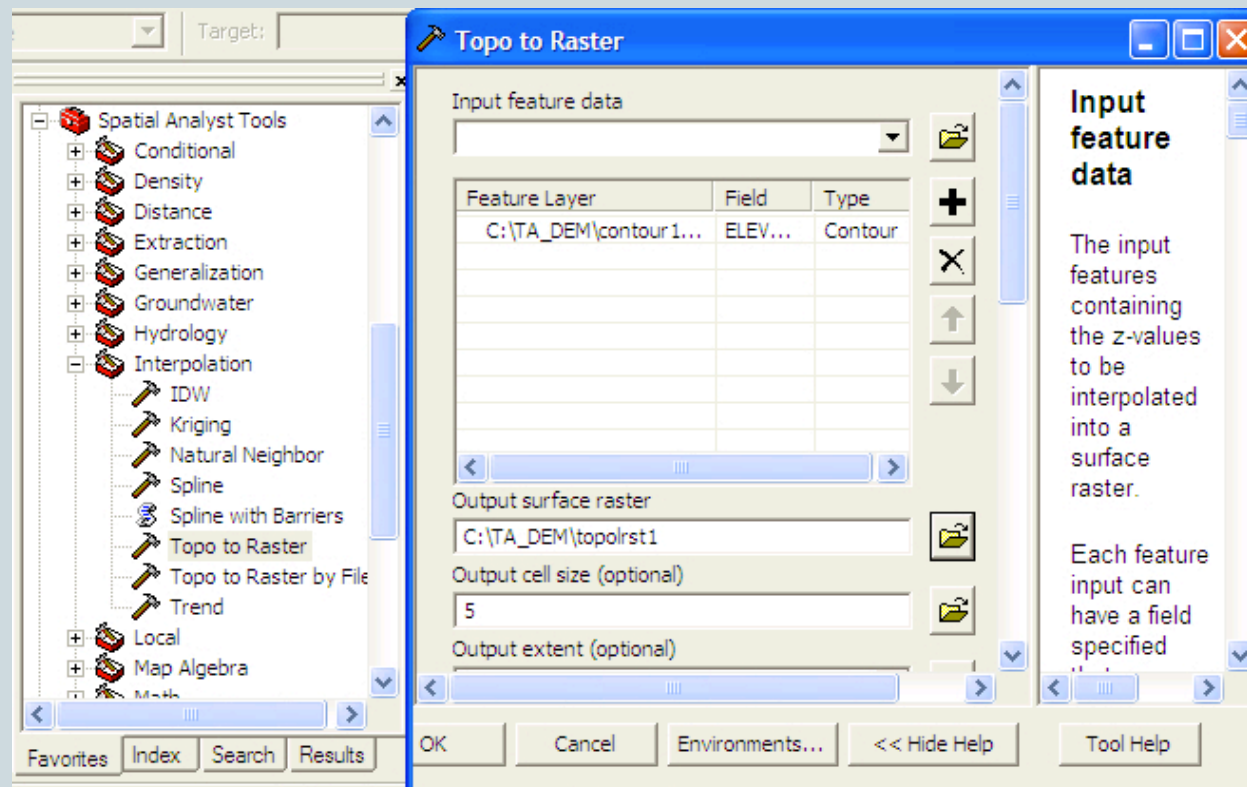 Target:
Spatial Analyst Tools
Conditional
Density
Distance
Extraction
Generalization
Groundwater
Hydrology
Interpolation
IDW
Kriging
Natural Neighbor
Spline
Spline with Barriers
Topo to Raster
Topo to Raster by File
Trend
Local
Map Algebra
Math
Favorites Index Search Results
Topo to Raster
Input feature data
Feature Layer Field Type
C:\TA_DEM\contour1... ELEV... Contour
Output surface raster
C:\TA_DEM\topolrst1
Output cell size (optional)
5
Output extent (optional)
OK Cancel Environments... << Hide Help Tool Help
Input
feature
data
The input
features
containing
the z-values
to be
interpolated
into a
surface
raster.
Each feature
input can
have a field
specified